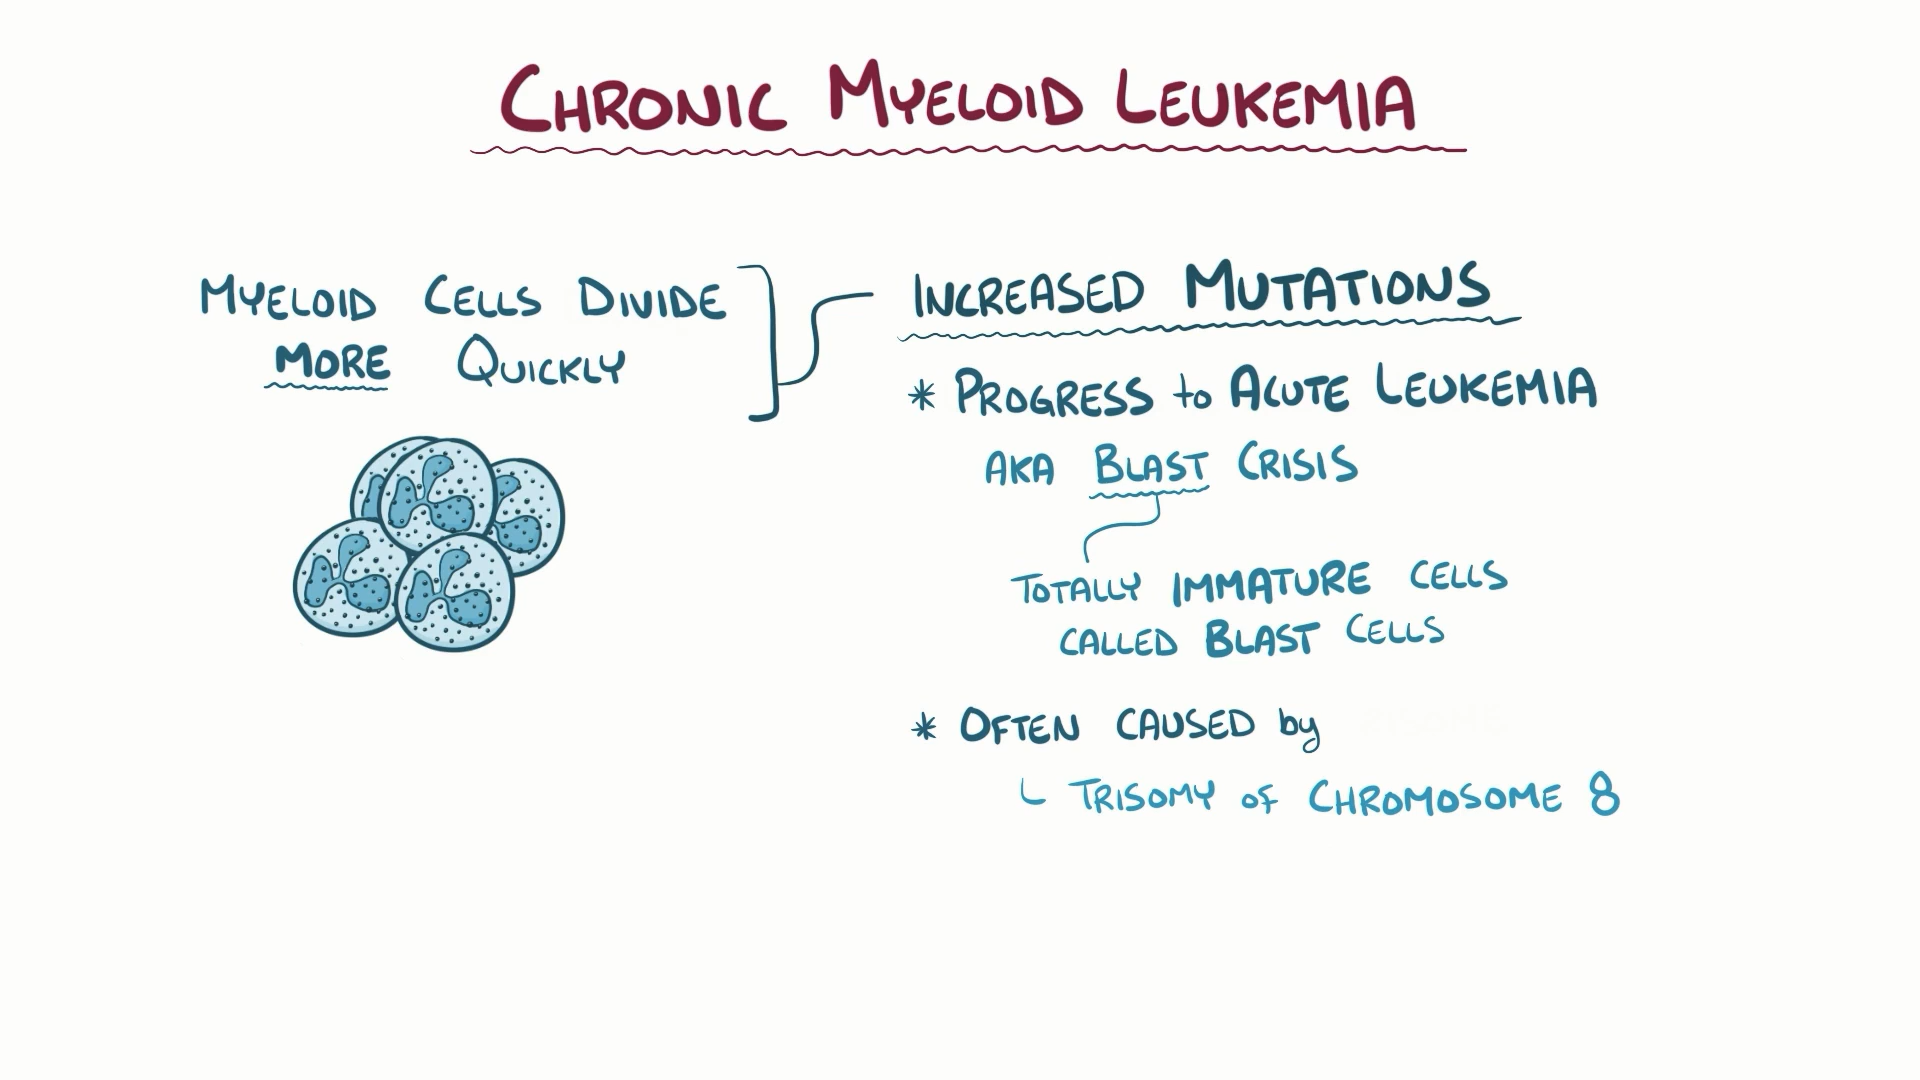 CHRONIC MYELOID LEUKEMIA
MYELOID CELLS DIVIDE
MORE QUICKLY
INCREASED MUTATIONS
* PROGRESS to ACUTE LEUKEMIA
AKA BLAST CRISIS
TOTALLY IMMATURE CELLS
CALLED BLAST CELLS
* OFTEN CAUSED by
TRISOMY OF CHROMOSOME 8